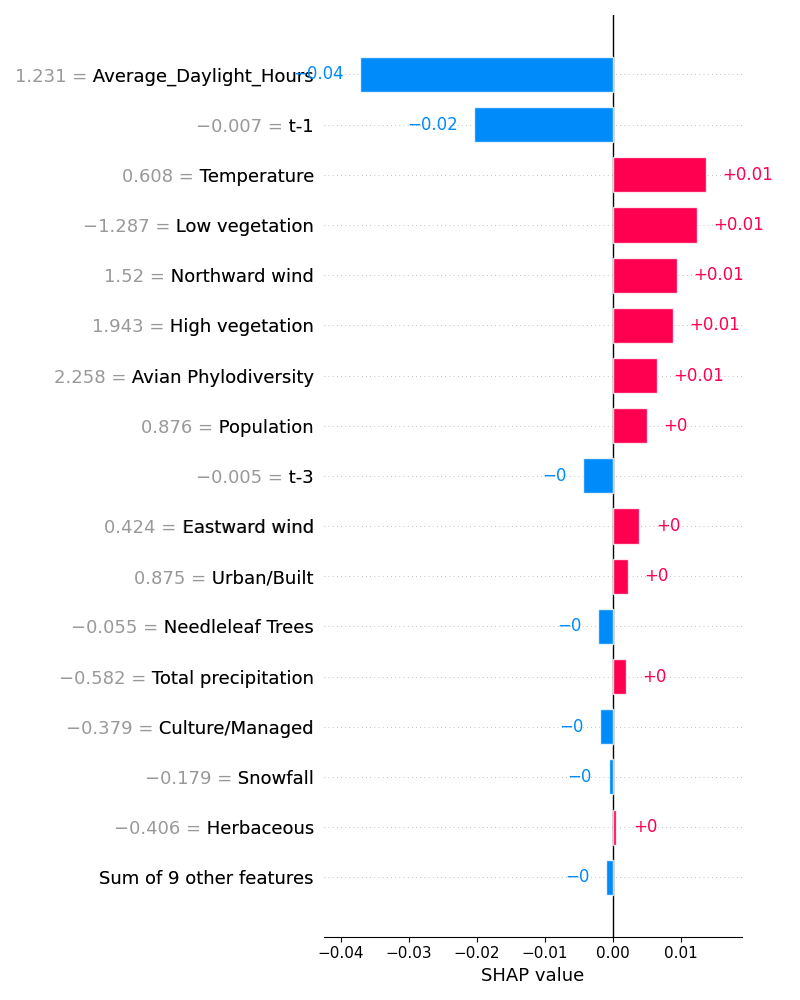 1.231 = Average_Daylight_Hours −0.04
−0.007 = t-1 −0.02
0.608 = Temperature +0.01
−1.287 = Low vegetation +0.01
1.52 = Northward wind +0.01
1.943 = High vegetation +0.01
2.258 = Avian Phylodiversity +0.01
0.876 = Population +0
−0.005 = t-3 −0
0.424 = Eastward wind +0
0.875 = Urban/Built +0
−0.055 = Needleleaf Trees −0
−0.582 = Total precipitation +0
−0.379 = Culture/Managed −0
−0.179 = Snowfall −0
−0.406 = Herbaceous +0
Sum of 9 other features −0
−0.04 −0.03 −0.02 −0.01 0.00 0.01
SHAP value